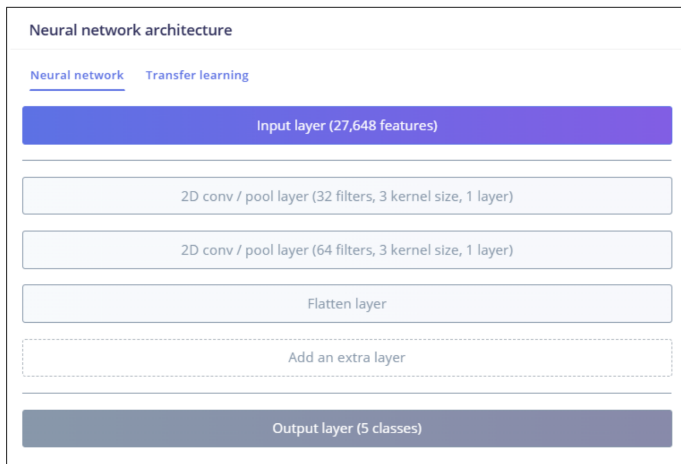 Neural network architecture
Neural network Transfer learning
Input layer (27,648 features)
2D conv / pool layer (32 filters, 3 kernel size, 1 layer)
2D conv / pool layer (64 filters, 3 kernel size, 1 layer)
Flatten layer
Add an extra layer
Output layer (5 classes)